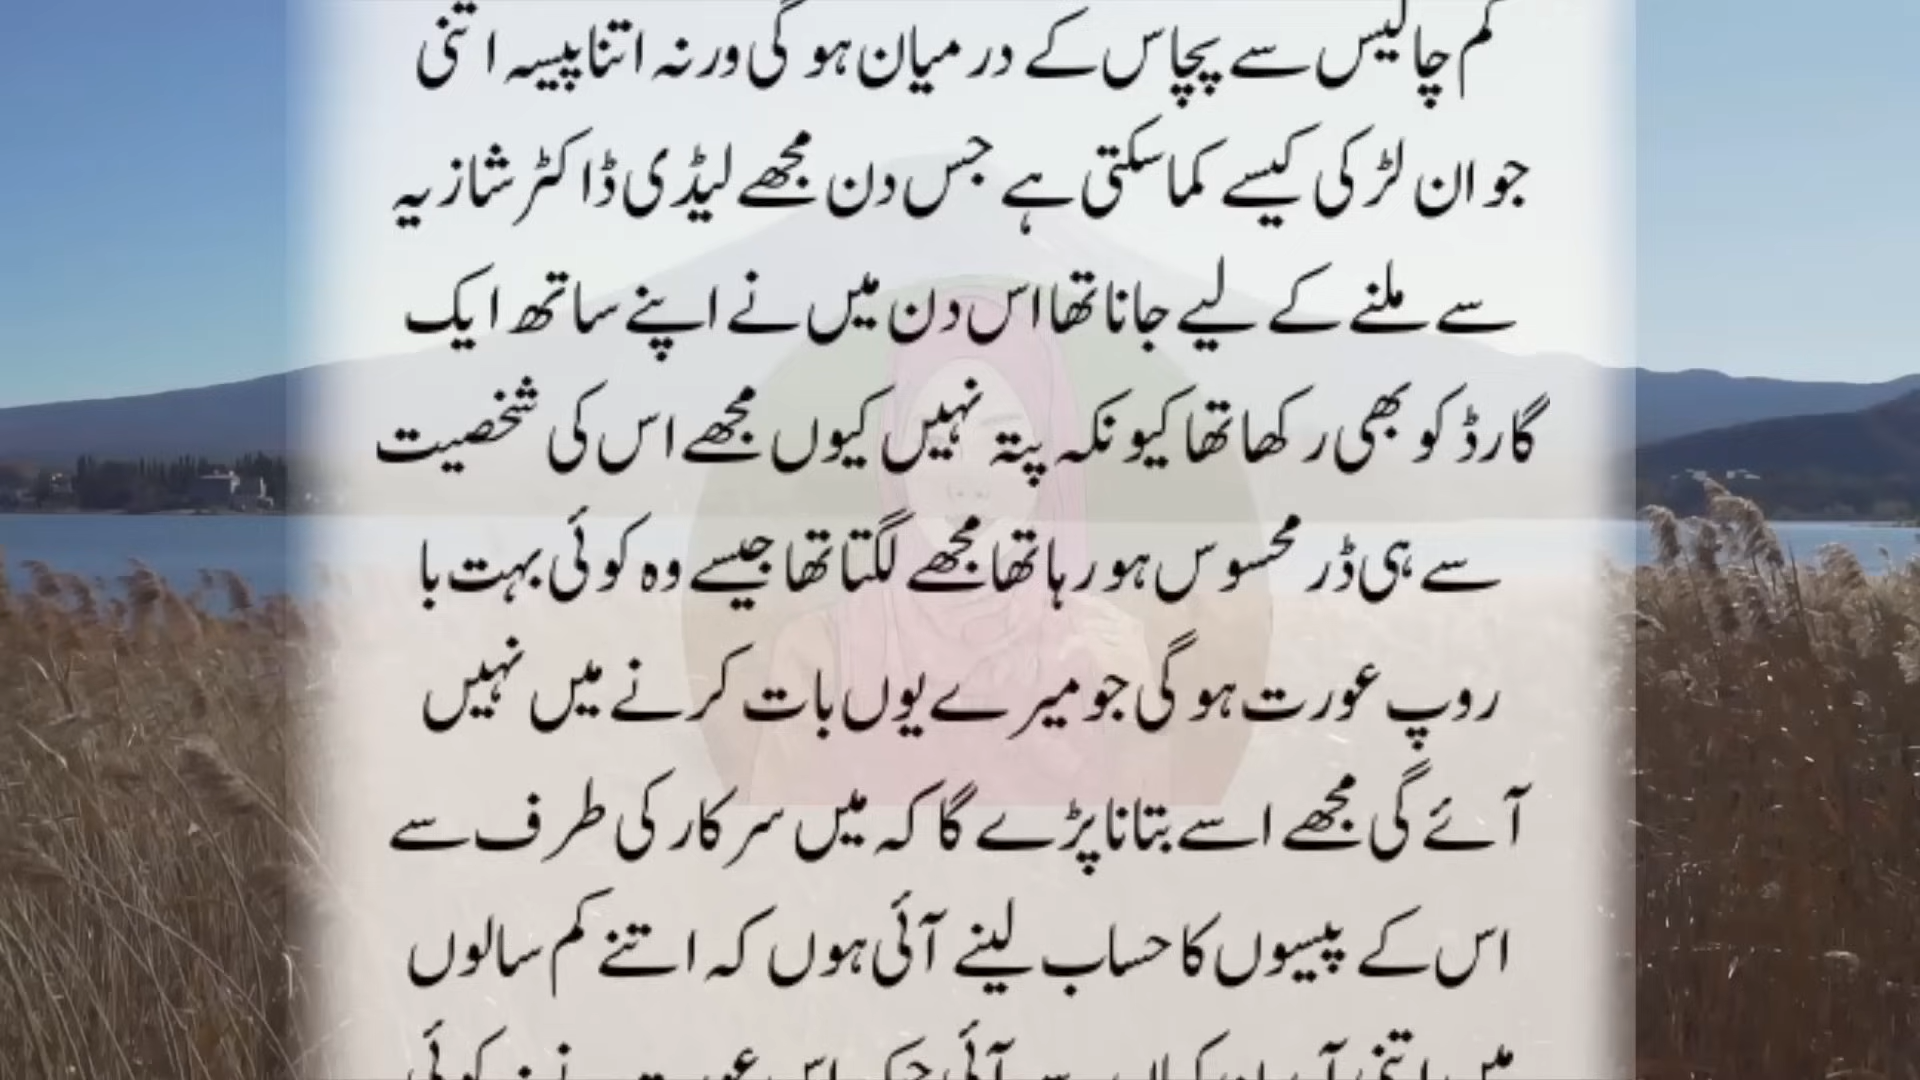 کم چالیس سے پچاس کے درمیان ہو گی ورنہ اتنا پیسہ اتنی
جوان لڑکی کیسے کما سکتی ہے جس دن مجھے لیڈی ڈاکٹر شازیہ
سے ملنے کے لیے جانا تھا اس دن میں نے اپنے ساتھ ایک
گارڈ کو بھی رکھا تھا کیونکہ پتہ نہیں کیوں مجھے اس کی شخصیت
سے ہی ڈر محسوس ہو رہا تھا مجھے لگتا تھا جیسے وہ کوئی بہت با
روپ عورت ہو گی جو میرے یوں بات کرنے میں نہیں
آئے گی مجھے اسے بتانا پڑے گا کہ میں سرکار کی طرف سے
اس کے پیسوں کا حساب لینے آئی ہوں کہ اتنے کم سالوں
میں اتنی